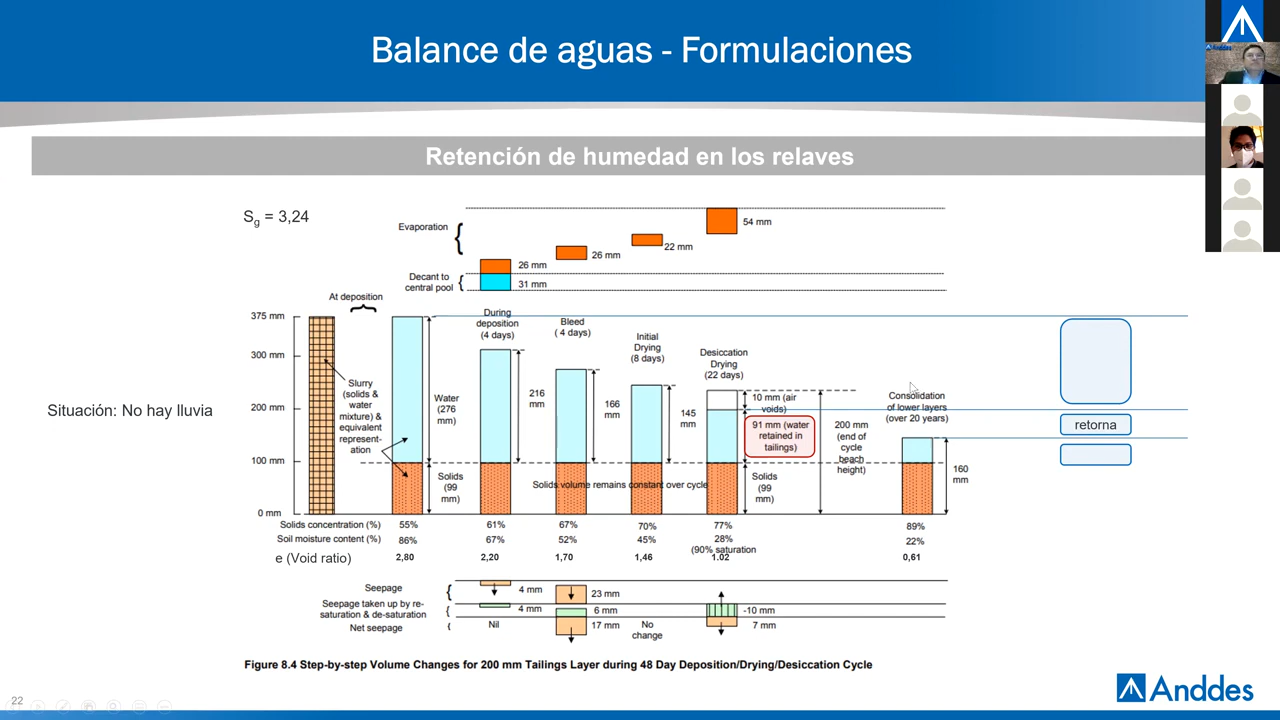 Balance de aguas - Formulaciones
Retención de humedad en los relaves
Sg = 3,24
Evaporation
54 mm
22 mm
26 mm
26 mm
Decant to
central pool
31 mm
At deposition
375 mm
300 mm
200 mm
100 mm
0 mm
Slurry
(solids &
water
mixture) &
equivalent
represent-
ation
Water
(276
mm)
Solids
(99
mm)
During
deposition
(4 days)
216
mm
Bleed
( 4 days)
166
mm
Initial
Drying
(8 days)
145
mm
Desiccation
Drying
(22 days)
10 mm (air
voids)
91 mm (water
retained in
tailings)
Solids
(99
mm)
200 mm
(end of
cycle
beach
height)
Consolidation
of lower layers
(over 20 years)
160
mm
retorna
Situación: No hay lluvia
Solids volume remains constant over cycle
Solids concentration (%) 55% 61% 67% 70% 77% 89%
Soil moisture content (%) 86% 67% 52% 45% 28% 22%
(90% saturation
e (Void ratio) 2,80 2,20 1,70 1,46 1.02 0,61
Seepage 4 mm 23 mm
Seepage taken up by re-
saturation & de-saturation 4 mm 6 mm -10 mm
Net seepage Nil 17 mm No
change 7 mm
Figure 8.4 Step-by-step Volume Changes for 200 mm Tailings Layer during 48 Day Deposition/Drying/Desiccation Cycle
22
Anddes